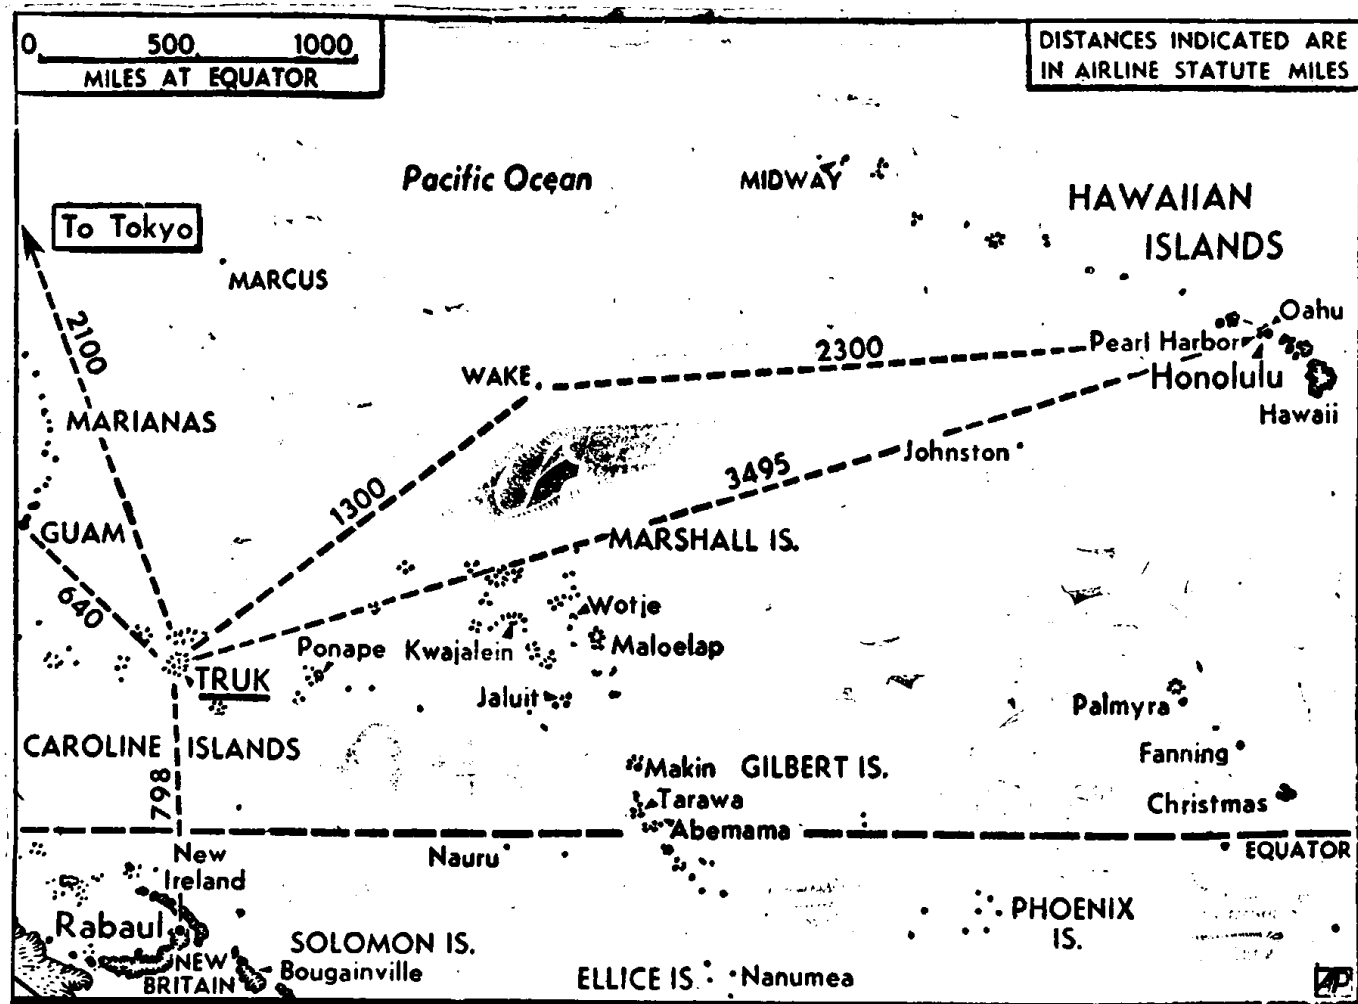 0 500 1000
MILES AT EQUATOR
DISTANCES INDICATED ARE
IN AIRLINE STATUTE MILES
Pacific Ocean
MIDWAY
HAWAIIAN
ISLANDS
To Tokyo
MARCUS
2100
Oahu
Pearl Harbor
2300
WAKE
Honolulu
Hawaii
MARIANAS
Johnston
3495
1300
GUAM
MARSHALL IS.
640
Wotje
Ponape
Kwajalein
Maloelap
TRUK
Jaluit
Palmyra
CAROLINE ISLANDS
Fanning
Makin
GILBERT IS.
798
Tarawa
Christmas
Abemama
EQUATOR
New
Ireland
Nauru
Rabaul
PHOENIX
IS.
SOLOMON IS.
NEW
BRITAIN
Bougainville
ELLICE IS.
Nanumea
AP